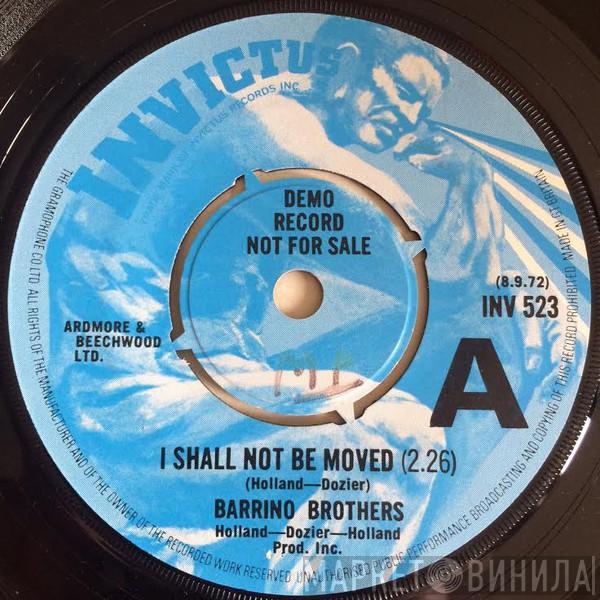 INVICTUS
INVICTUS RECORDS INC.
DEMO
RECORD
NOT FOR SALE
(8.9.72)
INV 523
ARDMORE &
BEECHWOOD
LTD.
A
MA
I SHALL NOT BE MOVED (2.26)
(Holland—Dozier)
BARRINO BROTHERS
Holland—Dozier—Holland
Prod. Inc.
THE GRAMOPHONE CO. LTD. ALL RIGHTS OF THE MANUFACTURER AND OF THE OWNER OF THE RECORDED WORK RESERVED. UNAUTHORISED PUBLIC PERFORMANCE BROADCASTING AND COPYING OF THIS RECORD PROHIBITED. MADE IN GT. BRITAIN
МАРКЕТ ВИНИЛА